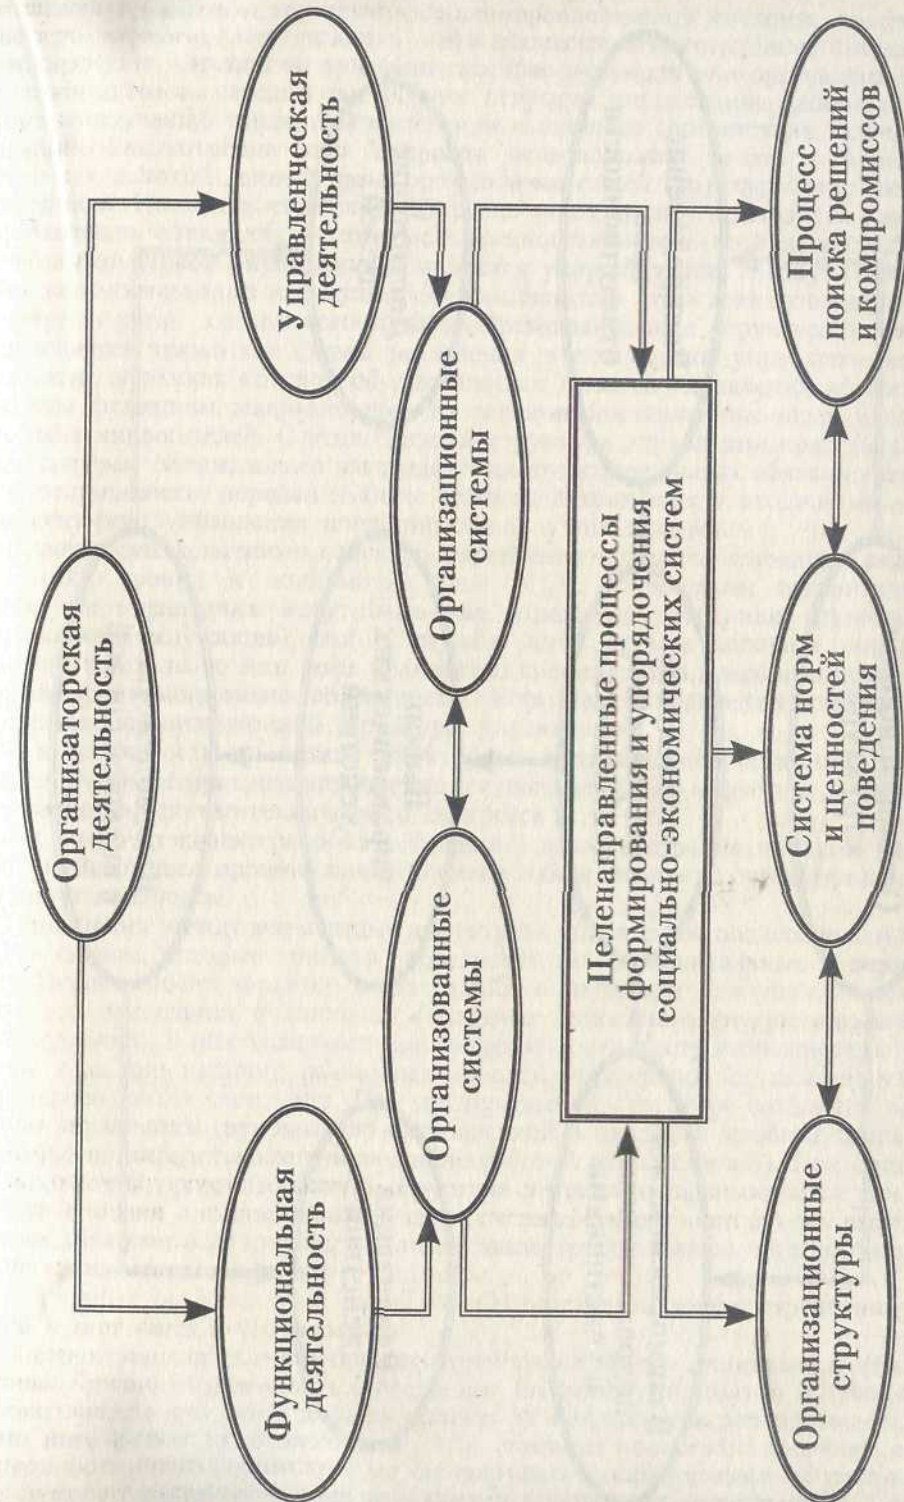 Организаторская
деятельность
Функциональная
деятельность
Управленческая
деятельность
Организованные
системы
Организационные
системы
Целенаправленные процессы
формирования и упорядочения
социально-экономических систем
Организационные
структуры
Система норм
и ценностей
поведения
Процесс
поиска решений
и компромиссов